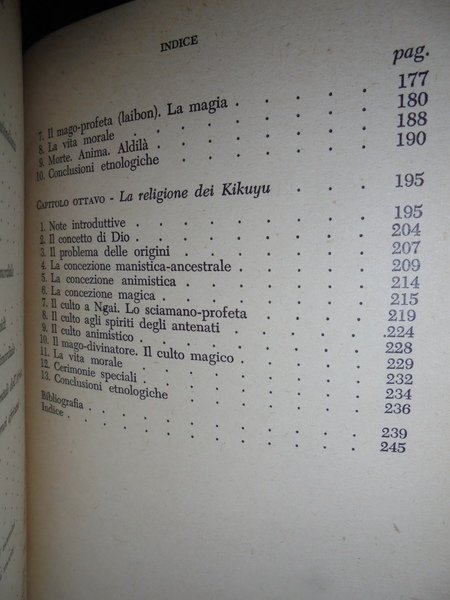 INDICE
pag.
7. Il mago-profeta (laibon). La magia . . . . . 177
8. La vita morale . . . . . 180
9. Morte. Anima. Aldilà . . . . . 188
10. Conclusioni etnologiche . . . . . 190
CAPITOLO OTTAVO - La religione dei Kikuyu . . . 195
1. Note introduttive . . . . . 195
2. Il concetto di Dio . . . . . 204
3. Il problema delle origini . . . . . 207
4. La concezione manistica-ancestrale . . . . . 209
5. La concezione animistica . . . . . 214
6. La concezione magica . . . . . 215
7. Il culto a Ngai. Lo sciamano-profeta . . . . . 219
8. Il culto agli spiriti degli antenati . . . . . 224
9. Il culto animistico . . . . . 228
10. Il mago-divinatore. Il culto magico . . . . . 229
11. La vita morale . . . . . 232
12. Cerimonie speciali . . . . . 234
13. Conclusioni etnologiche . . . . . 236
Bibliografia . . . . . 239
Indice . . . . . 245